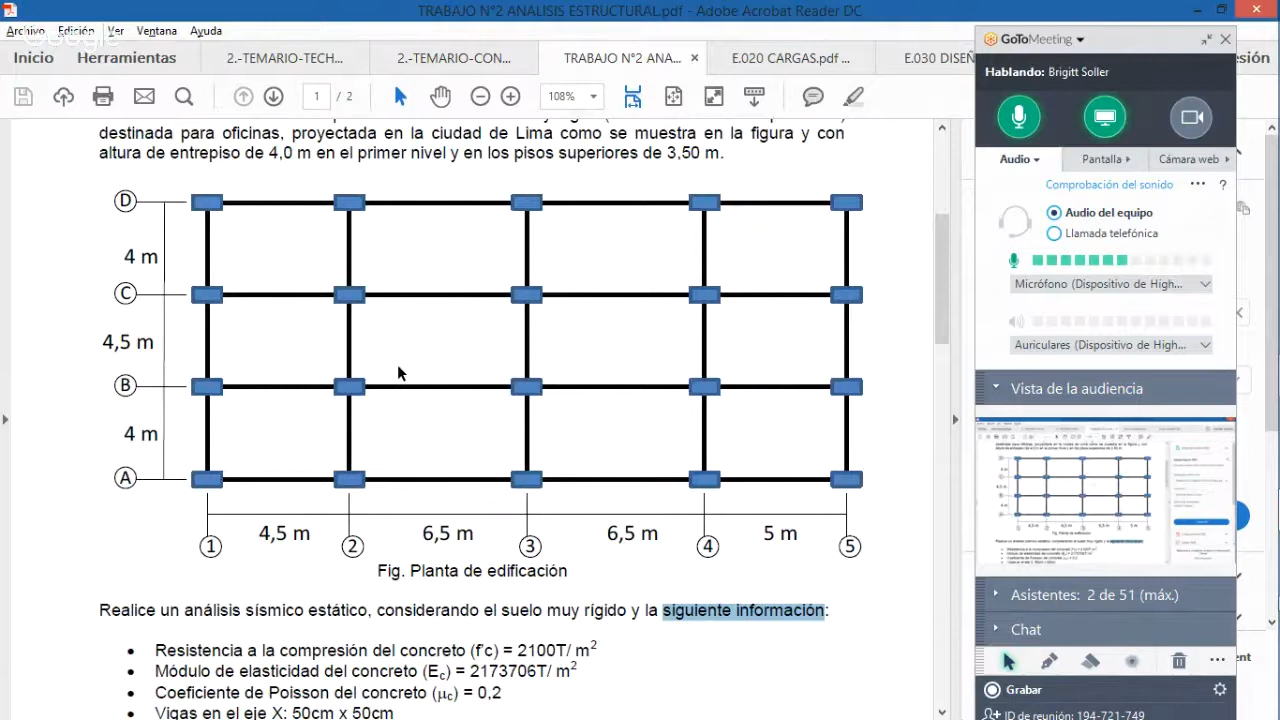 TRABAJO N°2 ANALISIS ESTRUCTURAL.pdf - Adobe Acrobat Reader DC
Archivo Edición Ver Ventana Ayuda
Google
Inicio Herramientas 2.-TEMARIO-TECH... 2.-TEMARIO-CON... TRABAJO N°2 ANA... × E.020 CARGAS.pdf ... E.030 DISEÑ
1 / 2 108%
destinada para oficinas, proyectada en la ciudad de Lima como se muestra en la figura y con
altura de entrepiso de 4,0 m en el primer nivel y en los pisos superiores de 3,50 m.
D
4 m
C
4,5 m
B
4 m
A
4,5 m 6,5 m 6,5 m 5 m
1 2 3 4 5
Fig. Planta de edificación
Realice un análisis sísmico estático, considerando el suelo muy rígido y la siguiente información:
• Resistencia a la compresión del concreto (f'c) = 2100T/ m²
• Módulo de elasticidad del concreto (Ec) = 2173706T/ m²
• Coeficiente de Poisson del concreto (μc) = 0,2
• Vigas en el eje X: 50cm x 50cm
GoToMeeting
Hablando: Brigitt Soller
Audio Pantalla Cámara web
Comprobación del sonido ... ?
Audio del equipo
Llamada telefónica
Micrófono (Dispositivo de High...
Auriculares (Dispositivo de High...
Vista de la audiencia
Asistentes: 2 de 51 (máx.)
Chat
Grabar
ID de reunión: 194-721-749
esión
ent